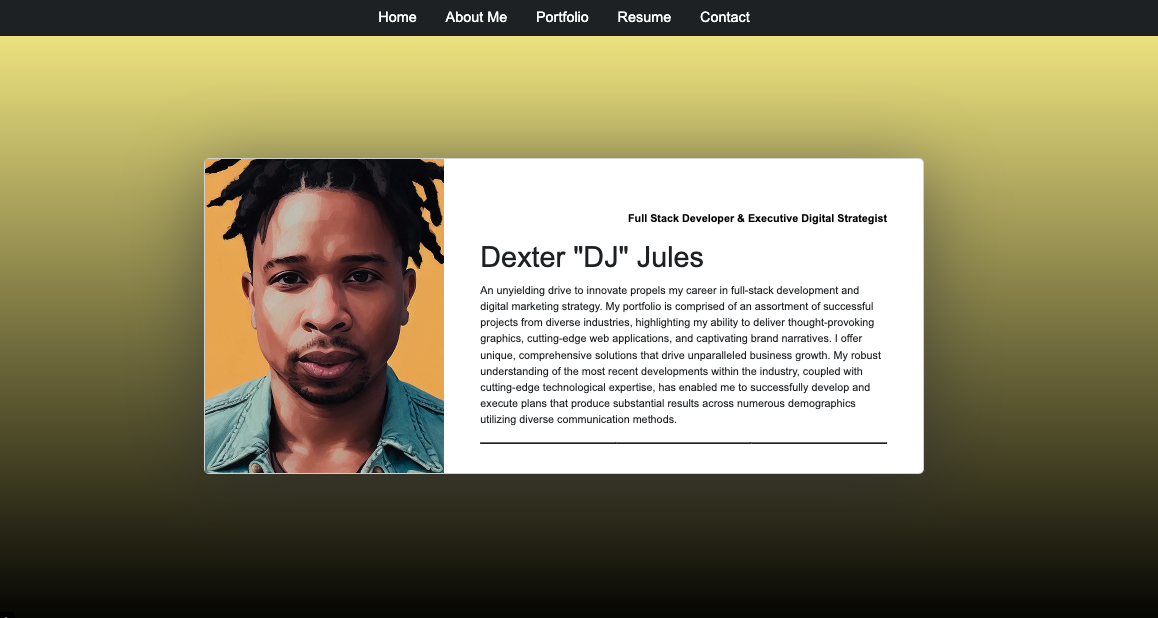 Home About Me Portfolio Resume Contact
Full Stack Developer & Executive Digital Strategist
Dexter "DJ" Jules
An unyielding drive to innovate propels my career in full-stack development and
digital marketing strategy. My portfolio is comprised of an assortment of successful
projects from diverse industries, highlighting my ability to deliver thought-provoking
graphics, cutting-edge web applications, and captivating brand narratives. I offer
unique, comprehensive solutions that drive unparalleled business growth. My robust
understanding of the most recent developments within the industry, coupled with
cutting-edge technological expertise, has enabled me to successfully develop and
execute plans that produce substantial results across numerous demographics
utilizing diverse communication methods.